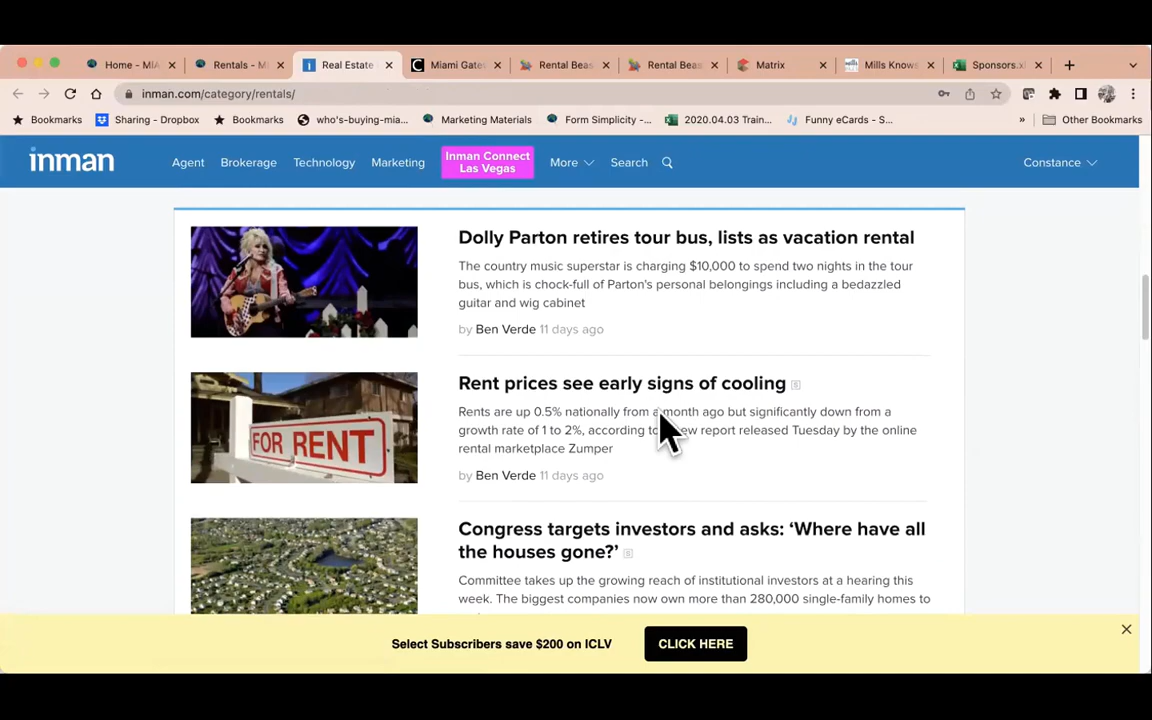 Home - MIA
Rentals - M
Real Estate
Miami Gate
Rental Beas
Rental Beas
Matrix
Mills Knows
Sponsors.x
inman.com/category/rentals/
Bookmarks
Sharing - Dropbox
Bookmarks
who's-buying-mia...
Marketing Materials
Form Simplicity -...
2020.04.03 Train...
Funny eCards - S...
»
Other Bookmarks
inman
Agent
Brokerage
Technology
Marketing
Inman Connect
Las Vegas
More
Search
Constance
Dolly Parton retires tour bus, lists as vacation rental
The country music superstar is charging $10,000 to spend two nights in the tour
bus, which is chock-full of Parton's personal belongings including a bedazzled
guitar and wig cabinet
by Ben Verde 11 days ago
FOR RENT
Rent prices see early signs of cooling
Rents are up 0.5% nationally from a month ago but significantly down from a
growth rate of 1 to 2%, according to new report released Tuesday by the online
rental marketplace Zumper
by Ben Verde 11 days ago
Congress targets investors and asks: ‘Where have all
the houses gone?’
Committee takes up the growing reach of institutional investors at a hearing this
week. The biggest companies now own more than 280,000 single-family homes to
Select Subscribers save $200 on ICLV
CLICK HERE